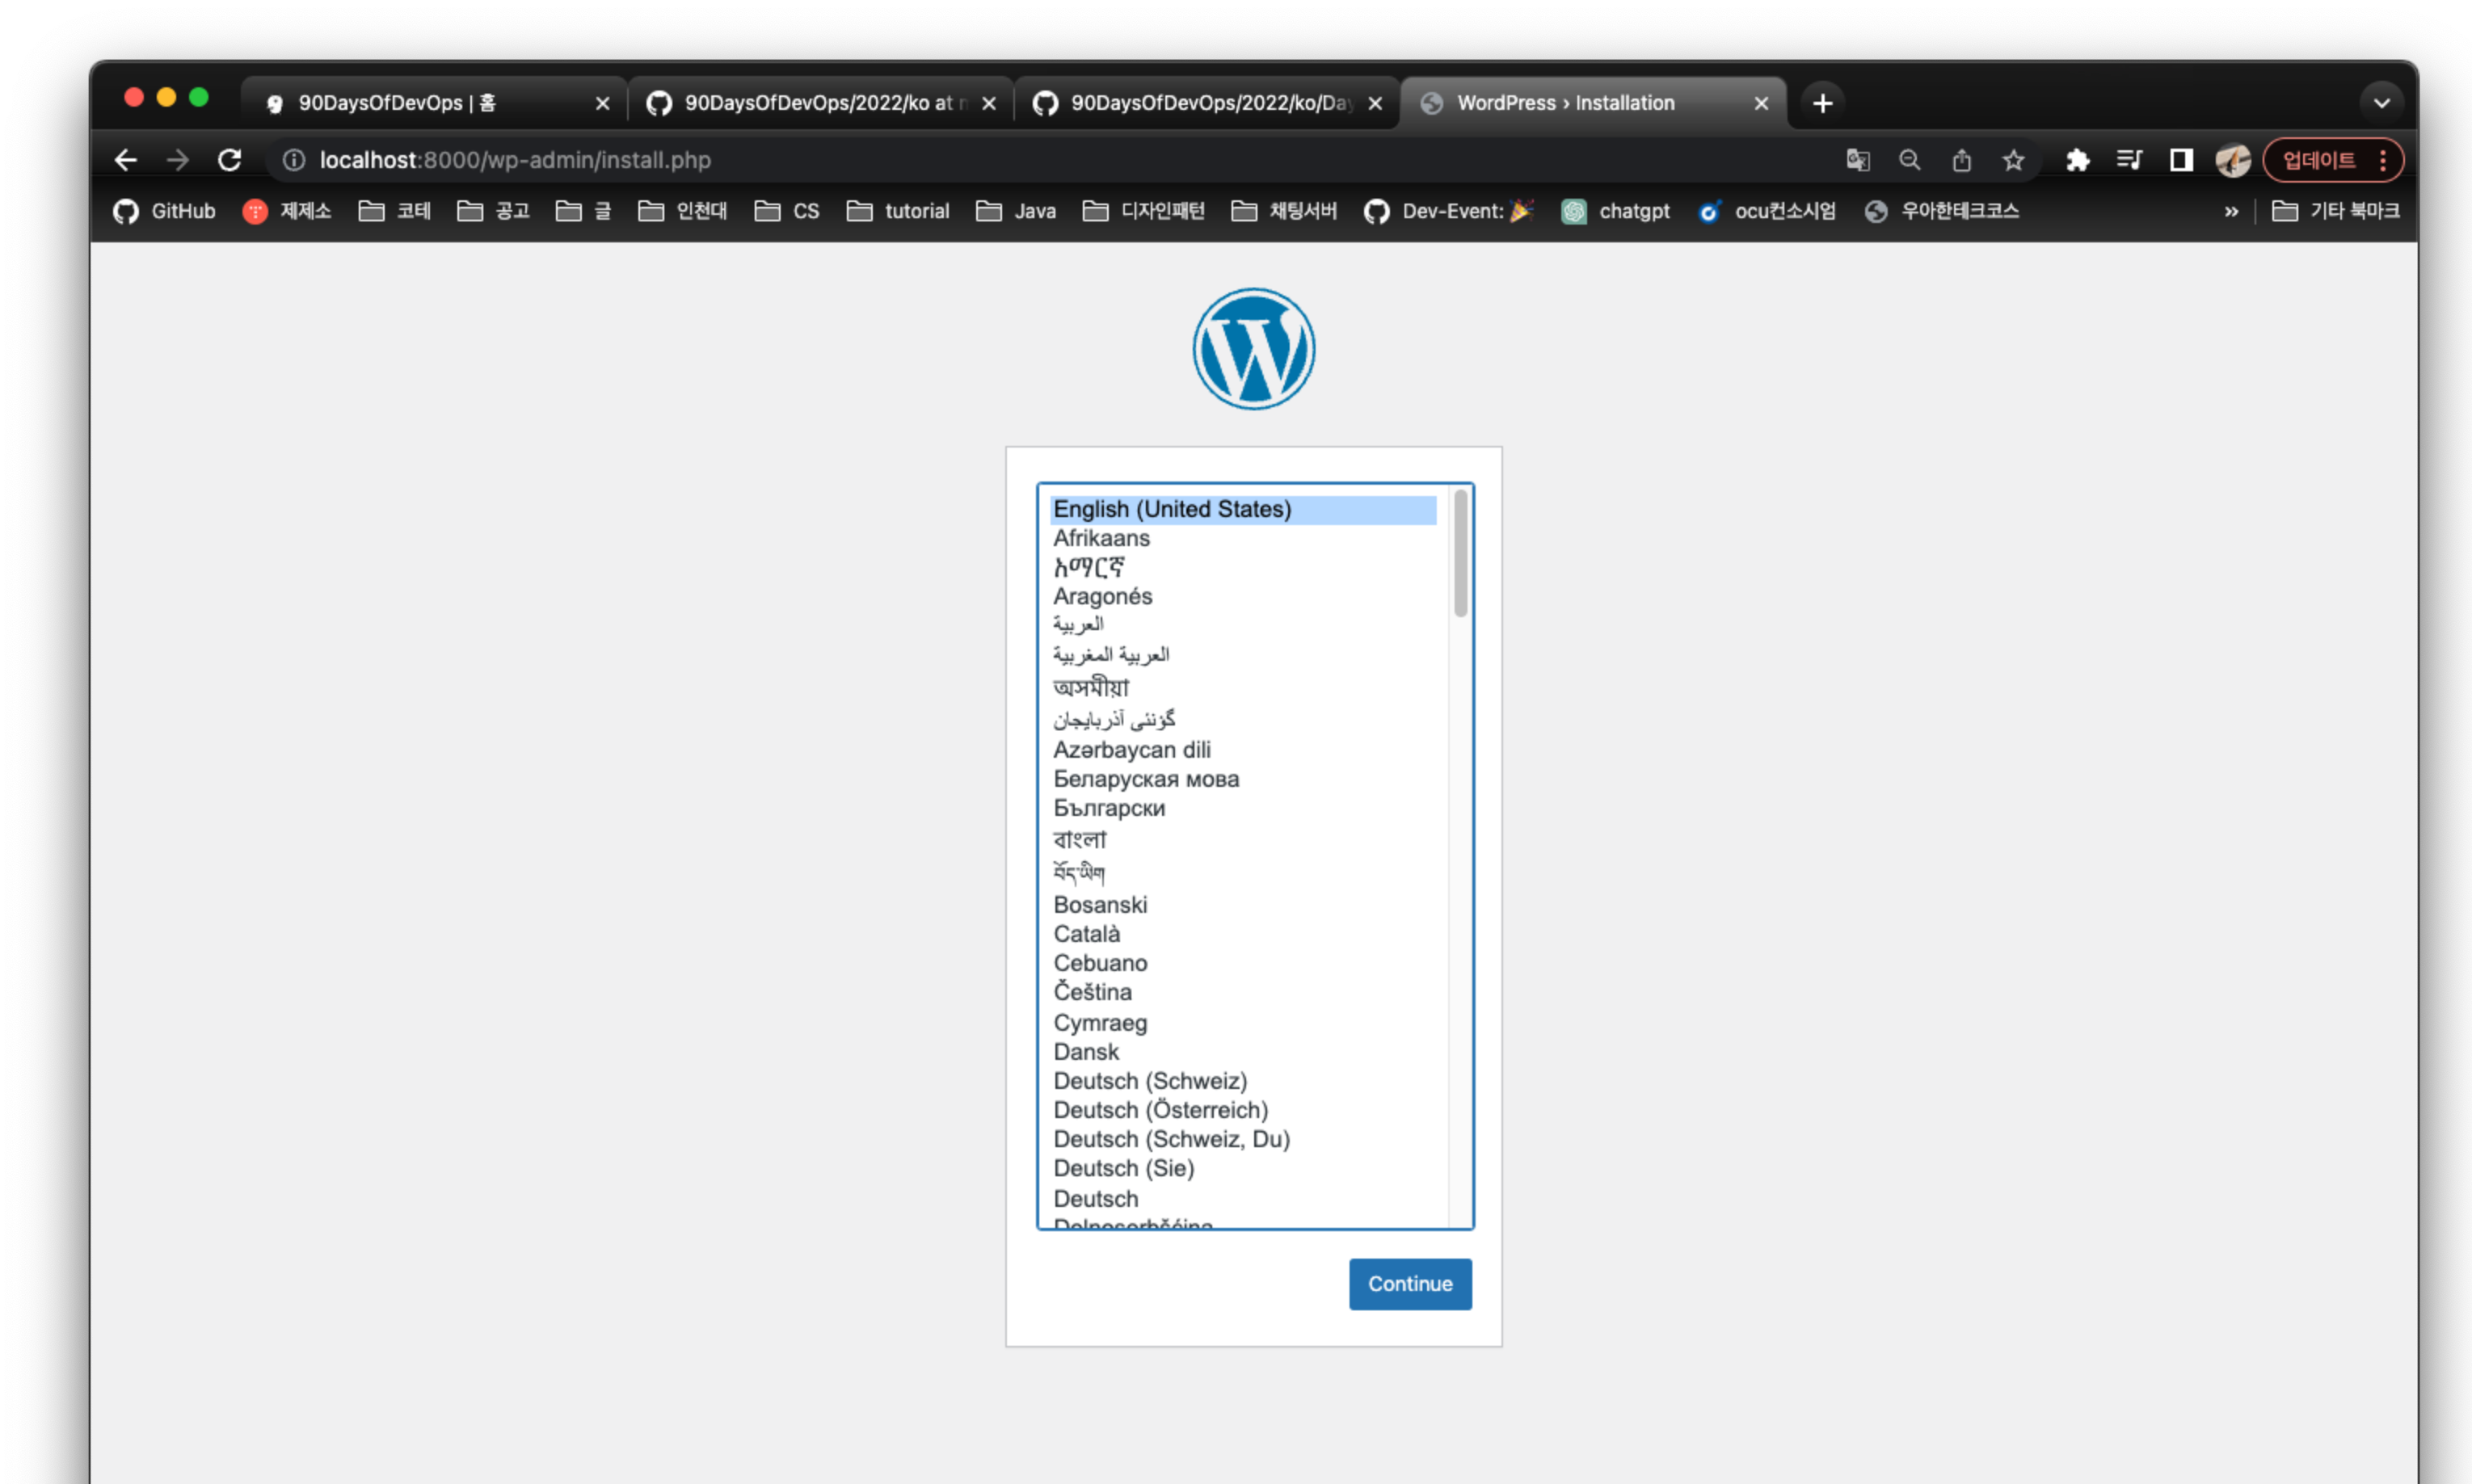 90DaysOfDevOps | 홈
90DaysOfDevOps/2022/ko at
90DaysOfDevOps/2022/ko/Day
WordPress › Installation
localhost:8000/wp-admin/install.php
업데이트
GitHub 제제소 코테 공고 글 인천대 CS tutorial Java 디자인패턴 채팅서버 Dev-Event:🎉 chatgpt ocu컨소시엄 우아한테크코스 » 기타 북마크
English (United States)
Afrikaans
አማርኛ
Aragonés
العربية
العربية المغربية
অসমীয়া
گؤنئی آذربایجان
Azərbaycan dili
Беларуская мова
Български
বাংলা
བོད་ཡིག
Bosanski
Català
Cebuano
Čeština
Cymraeg
Dansk
Deutsch (Schweiz)
Deutsch (Österreich)
Deutsch (Schweiz, Du)
Deutsch (Sie)
Deutsch
Dolnoserbšćina
Continue